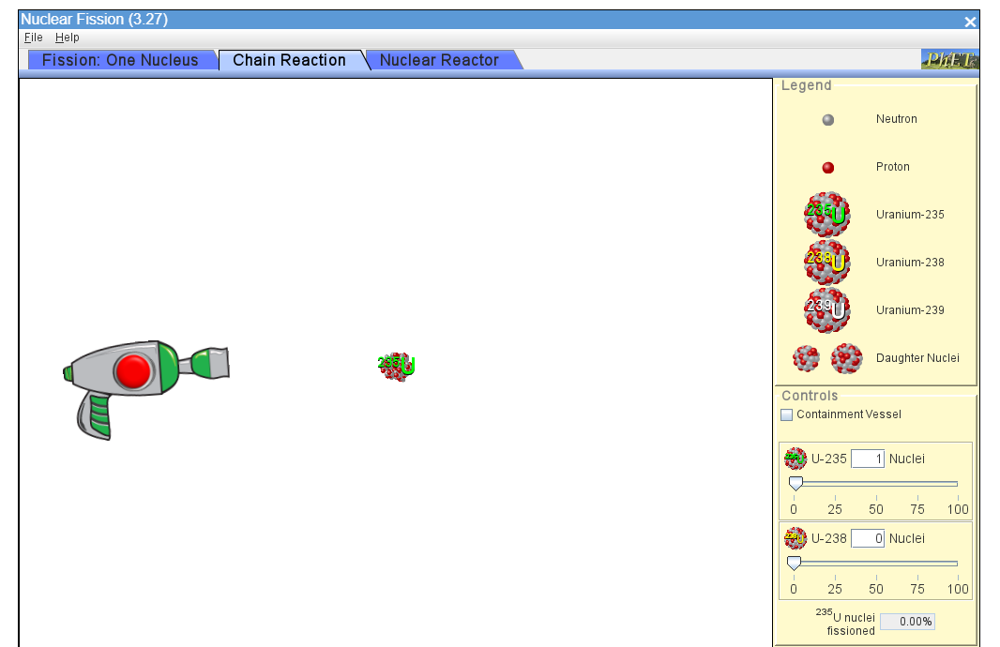 Nuclear Fission (3.27)
File Help
Fission: One Nucleus Chain Reaction Nuclear Reactor
PhET
Legend
Neutron
Proton
235U
Uranium-235
238U
Uranium-238
239U
Uranium-239
Daughter Nuclei
235U
Controls
Containment Vessel
U-235 1 Nuclei
0 25 50 75 100
U-238 0 Nuclei
0 25 50 75 100
235U nuclei
fissioned 0.00%